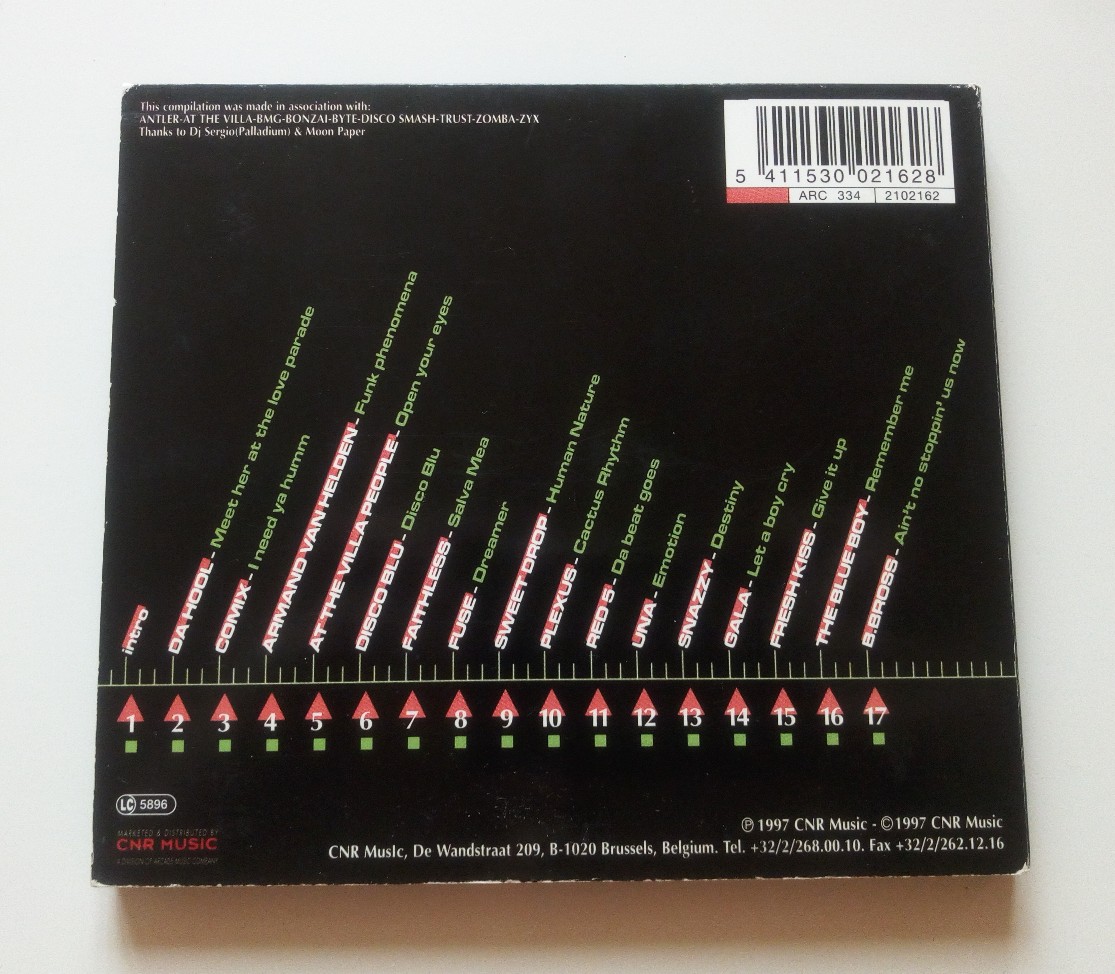 This compilation was made in association with:
ANTLER-AT THE VILLA-BMG-BONZAI-BYTE-DISCO SMASH-TRUST-ZOMBA-ZYX
Thanks to Dj Sergio(Palladium) & Moon Paper
5 411530 021628
ARC 334 2102162
intro
DA HOOL - Meet her at the love parade
COMIX - I need ya humm
ARMAND VAN HELDEN - Funk phenomena
AT THE VILLA PEOPLE - Open your eyes
DISCO BLU - Disco Blu
FAITHLESS - Salva Mea
FUSE - Dreamer
SWEET DROP - Human Nature
PLEXUS - Cactus Rhythm
RED 5 - Da beat goes
UNA - Emotion
SNAZZY - Destiny
GALA - Let a boy cry
FRESH KISS - Give it up
THE BLUE BOY - Remember me
B.BROSS - Ain't no stoppin' us now
1 2 3 4 5 6 7 8 9 10 11 12 13 14 15 16 17
LC 5896
MARKETED & DISTRIBUTED BY
CNR MUSIC
A DIVISION OF ARCADE MUSIC COMPANY
℗ 1997 CNR Music - © 1997 CNR Music
CNR Music, De Wandstraat 209, B-1020 Brussels, Belgium. Tel. +32/2/268.00.10. Fax +32/2/262.12.16